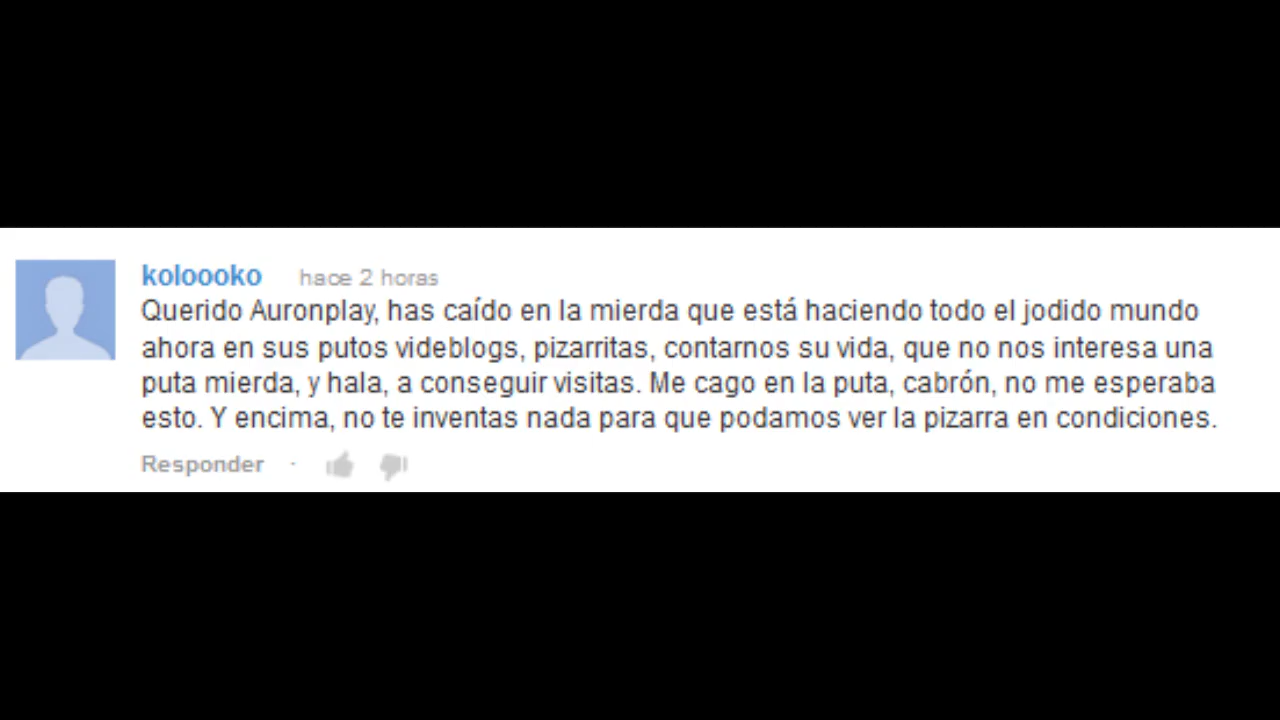 koloooko hace 2 horas
Querido Auronplay, has caído en la mierda que está haciendo todo el jodido mundo
ahora en sus putos videblogs, pizarritas, contarnos su vida, que no nos interesa una
puta mierda, y hala, a conseguir visitas. Me cago en la puta, cabrón, no me esperaba
esto. Y encima, no te inventas nada para que podamos ver la pizarra en condiciones.
Responder ·